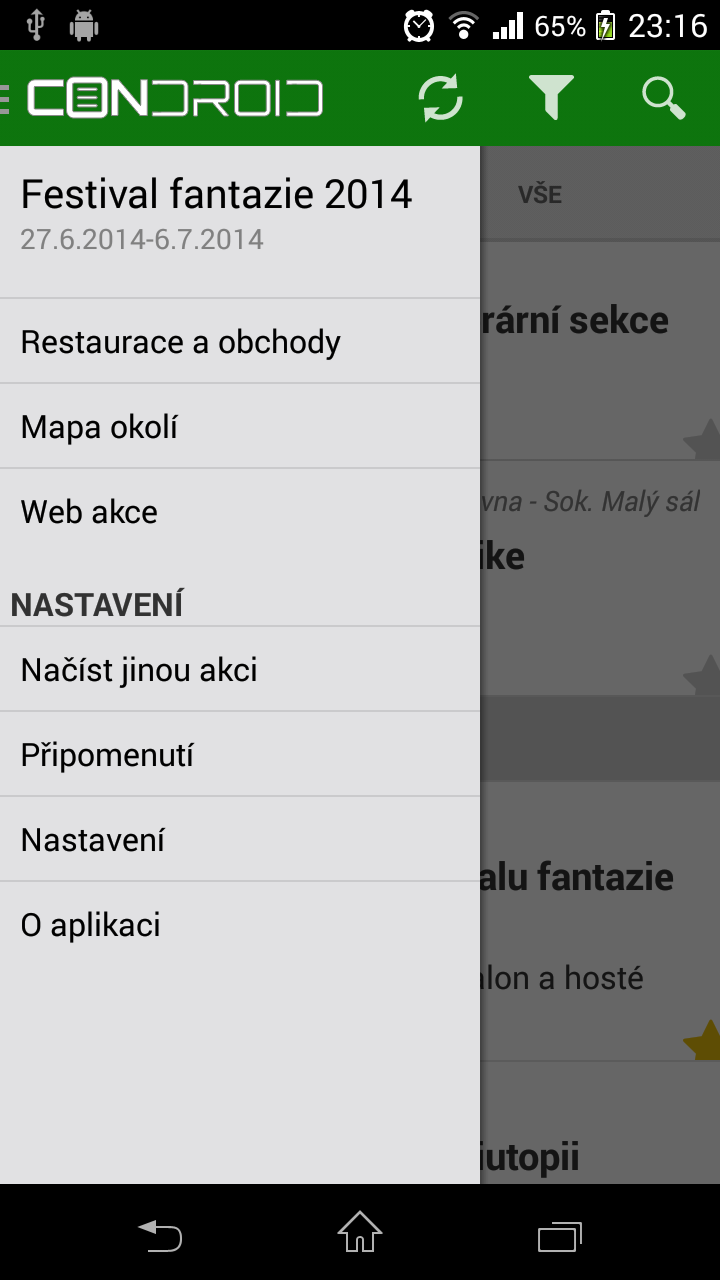 65% 23:16
CONDROID
Festival fantazie 2014
27.6.2014-6.7.2014
Restaurace a obchody
Mapa okolí
Web akce
NASTAVENÍ
Načíst jinou akci
Připomenutí
Nastavení
O aplikaci
VŠE
rární sekce
vna - Sok. Malý sál
ike
alu fantazie
alon a hosté
iutopii